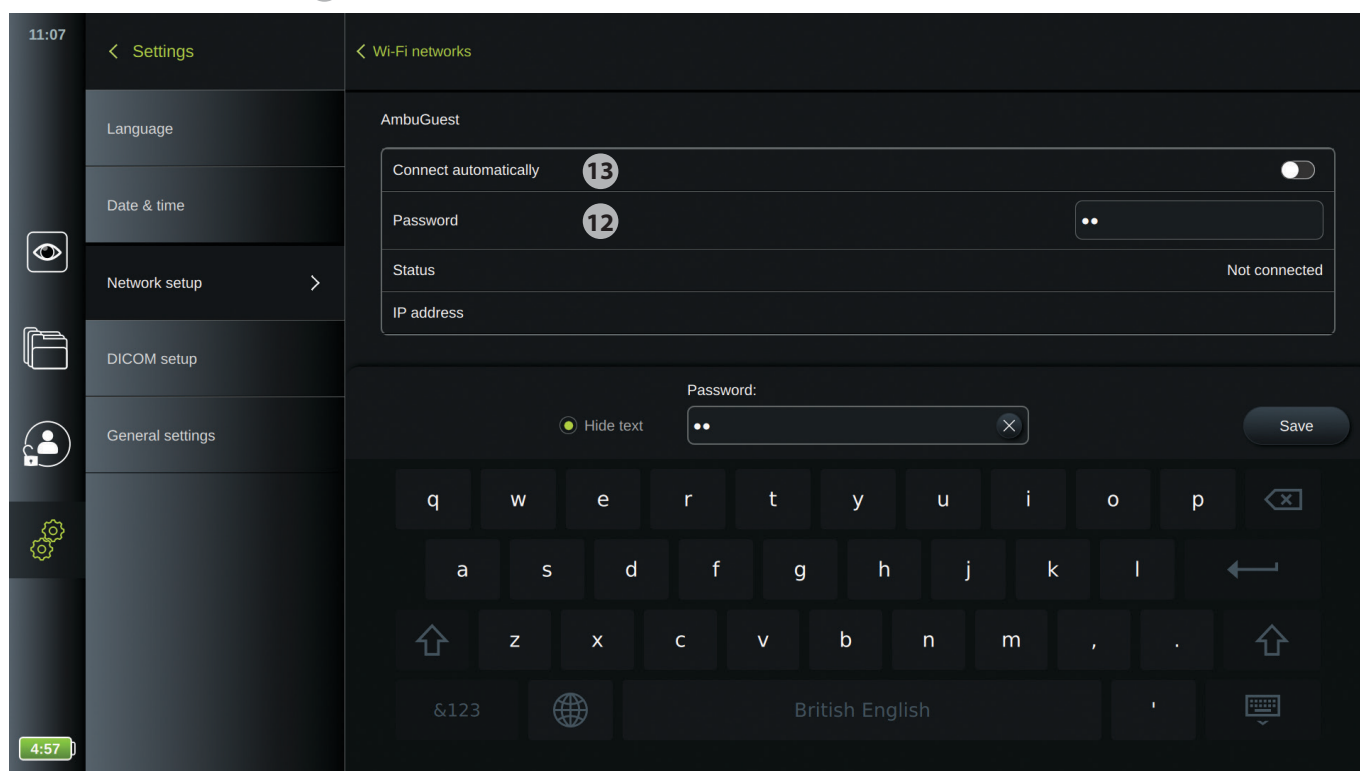 11:07
Settings
Wi-Fi networks
Language
AmbuGuest
Connect automatically 13
Date & time
Password 12 ••
Status Not connected
Network setup
IP address
DICOM setup
Password:
Hide text •• Save
General settings
q w e r t y u i o p
a s d f g h j k l
z x c v b n m , .
&123 British English '
4:57